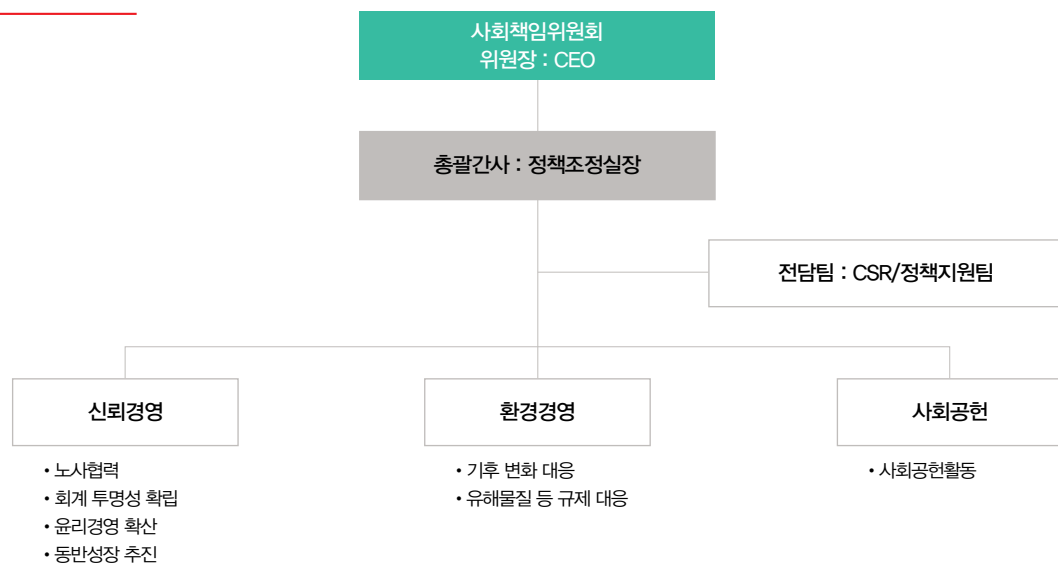 사회책임위원회
위원장 : CEO
총괄간사 : 정책조정실장
전담팀 : CSR/정책지원팀
신뢰경영
• 노사협력
• 회계 투명성 확립
• 윤리경영 확산
• 동반성장 추진
환경경영
• 기후 변화 대응
• 유해물질 등 규제 대응
사회공헌
• 사회공헌활동